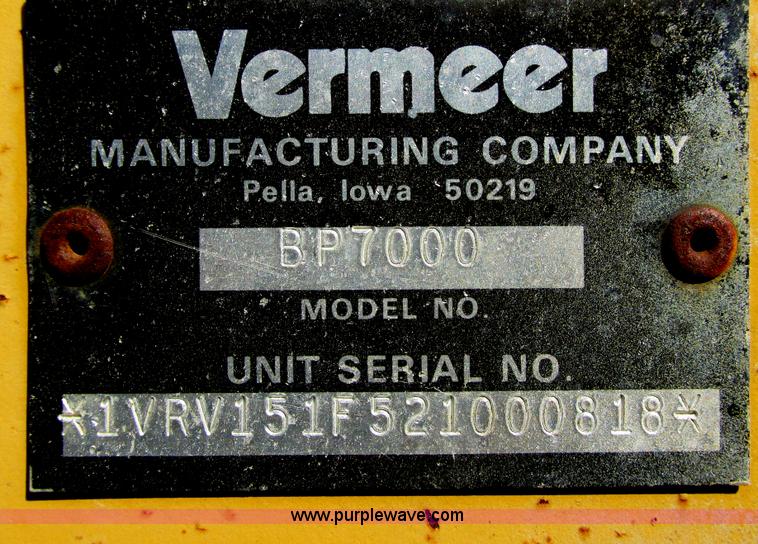 Vermeer
MANUFACTURING COMPANY
Pella, Iowa 50219
BP7000
MODEL NO.
UNIT SERIAL NO.
*1VRV151F521000818*
www.purplewave.com